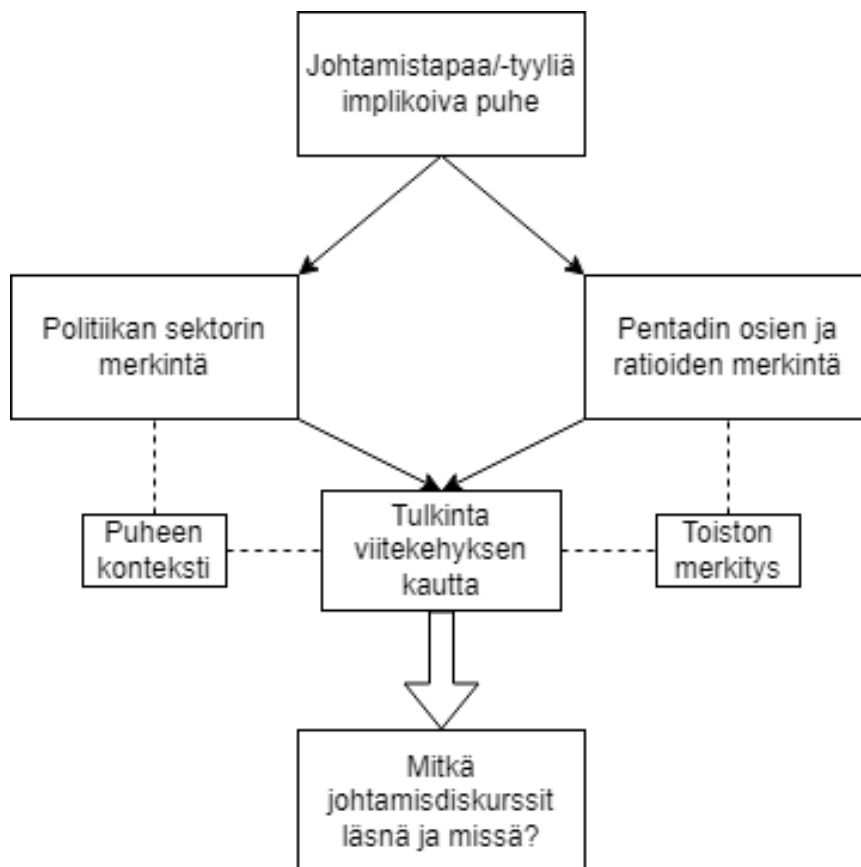 Johtamistapaa/-tyyliä
implikoiva puhe
Politiikan sektorin
merkintä
Pentadin osien ja
ratioiden merkintä
Puheen
konteksti
Tulkinta
viitekehyksen
kautta
Toiston
merkitys
Mitkä
johtamisdiskurssit
läsnä ja missä?